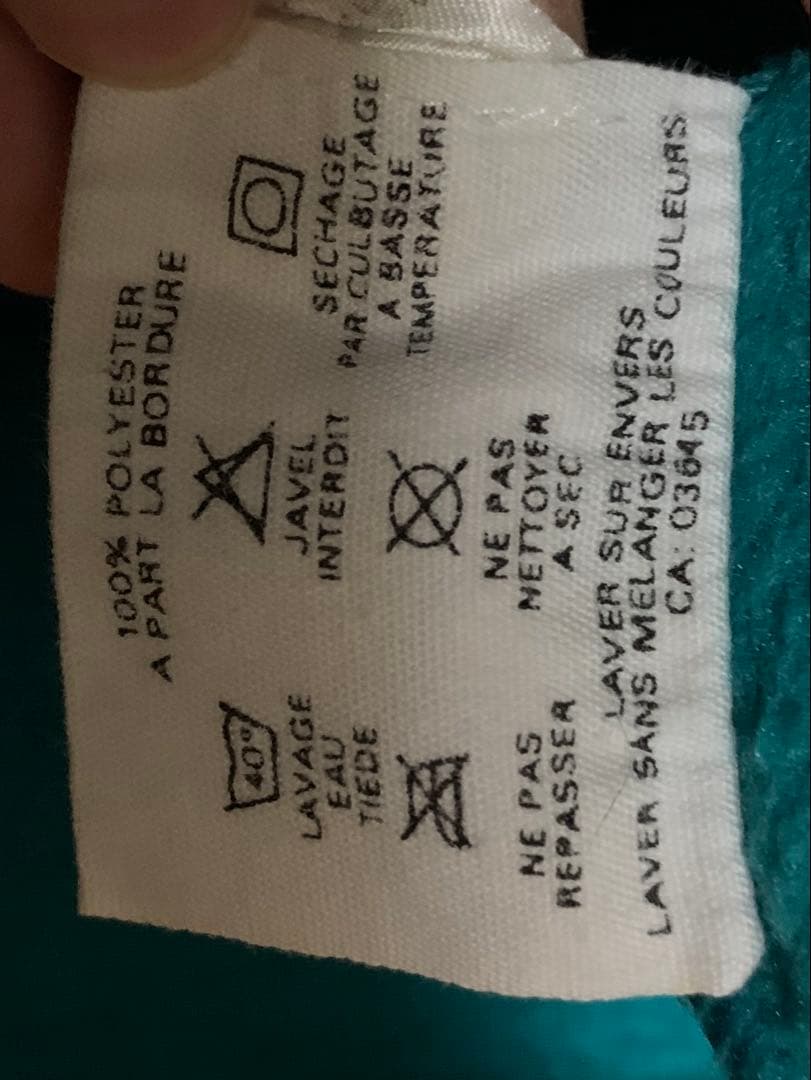 100% POLYESTER
A PART LA BORDURE
40°
LAVAGE
EAU
TIEDE
JAVEL
INTERDIT
SECHAGE
PAR CULBUTAGE
A BASSE
TEMPERATURE
NE PAS
REPASSER
NE PAS
NETTOYER
A SEC
LAVER SUR ENVERS
LAVER SANS MELANGER LES COULEURS
CA: 03645